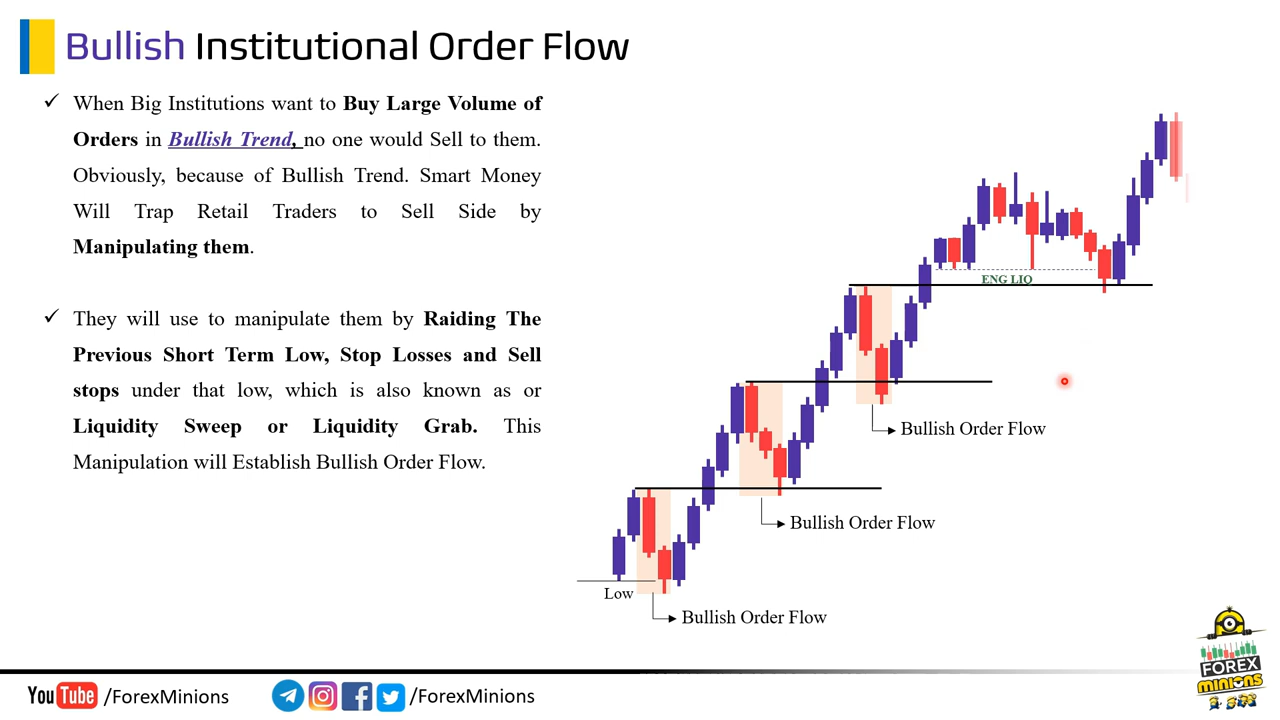 Bullish Institutional Order Flow
✓ When Big Institutions want to Buy Large Volume of
Orders in Bullish Trend, no one would Sell to them.
Obviously, because of Bullish Trend. Smart Money
Will Trap Retail Traders to Sell Side by
Manipulating them.
✓ They will use to manipulate them by Raiding The
Previous Short Term Low, Stop Losses and Sell
stops under that low, which is also known as or
Liquidity Sweep or Liquidity Grab. This
Manipulation will Establish Bullish Order Flow.
ENG LIQ
Bullish Order Flow
Bullish Order Flow
Low
Bullish Order Flow
FOREX
minions
YouTube /ForexMinions
/ForexMinions